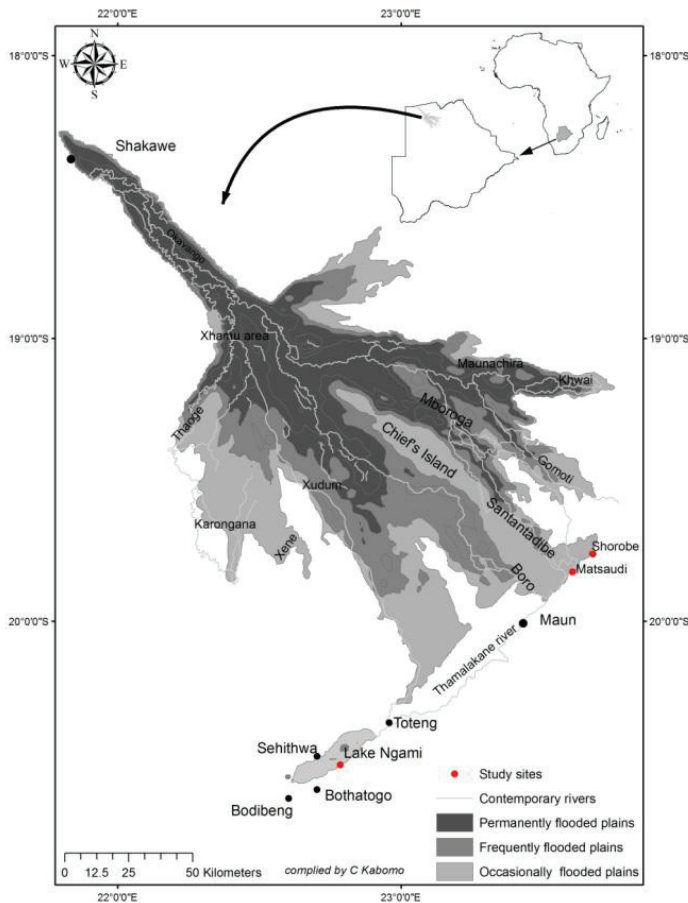 22°0'0"E 23°0'0"E
18°0'0"S 18°0'0"S
N
W E
S
Shakawe
Okavango
19°0'0"S 19°0'0"S
Xhamu area
Maunachira
Khwai
Mboroga
Thaoge
Chief's Island
Gomoti
Xudum
Karongana
Xene
Santantadibe
Shorobe
Matsaudi
Boro
20°0'0"S 20°0'0"S
Maun
Thamalakane river
Toteng
Sehithwa
Lake Ngami
Bothatogo
Bodibeng
Study sites
Contemporary rivers
Permanently flooded plains
Frequently flooded plains
Occasionally flooded plains
0 12.5 25 50 Kilometers
complied by C Kabomo
22°0'0"E 23°0'0"E